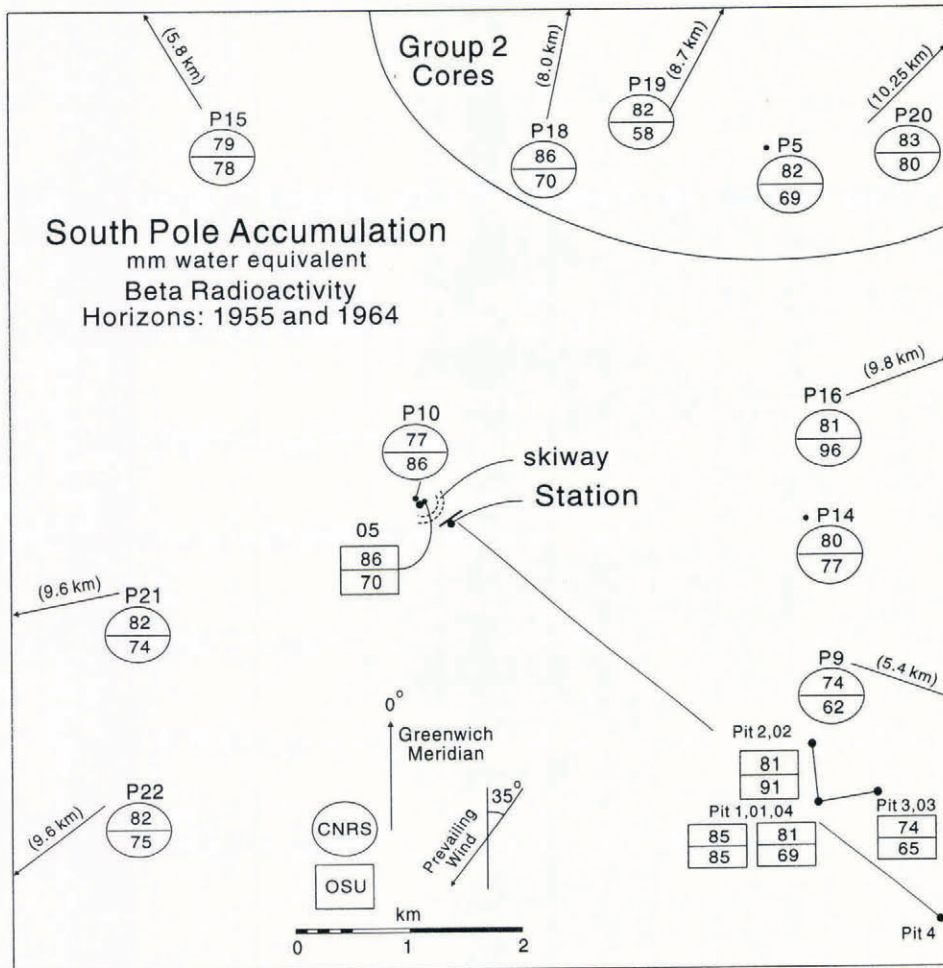 (5.8 km)
P15
79
78
Group 2
Cores
(8.0 km)
P18
86
70
P19
82
58
(8.7 km)
P5
82
69
(10.25 km)
P20
83
80
South Pole Accumulation
mm water equivalent
Beta Radioactivity
Horizons: 1955 and 1964
(9.8 km)
P16
81
96
P10
77
86
skiway
Station
05
86
70
P14
80
77
(9.6 km)
P21
82
74
P9
74
62
(5.4 km)
0°
Greenwich
Meridian
35°
Prevailing
Wind
Pit 2,02
81
91
Pit 1,01,04
85
85
81
69
Pit 3,03
74
65
Pit 4
P22
82
75
(9.6 km)
CNRS
OSU
km
0
1
2